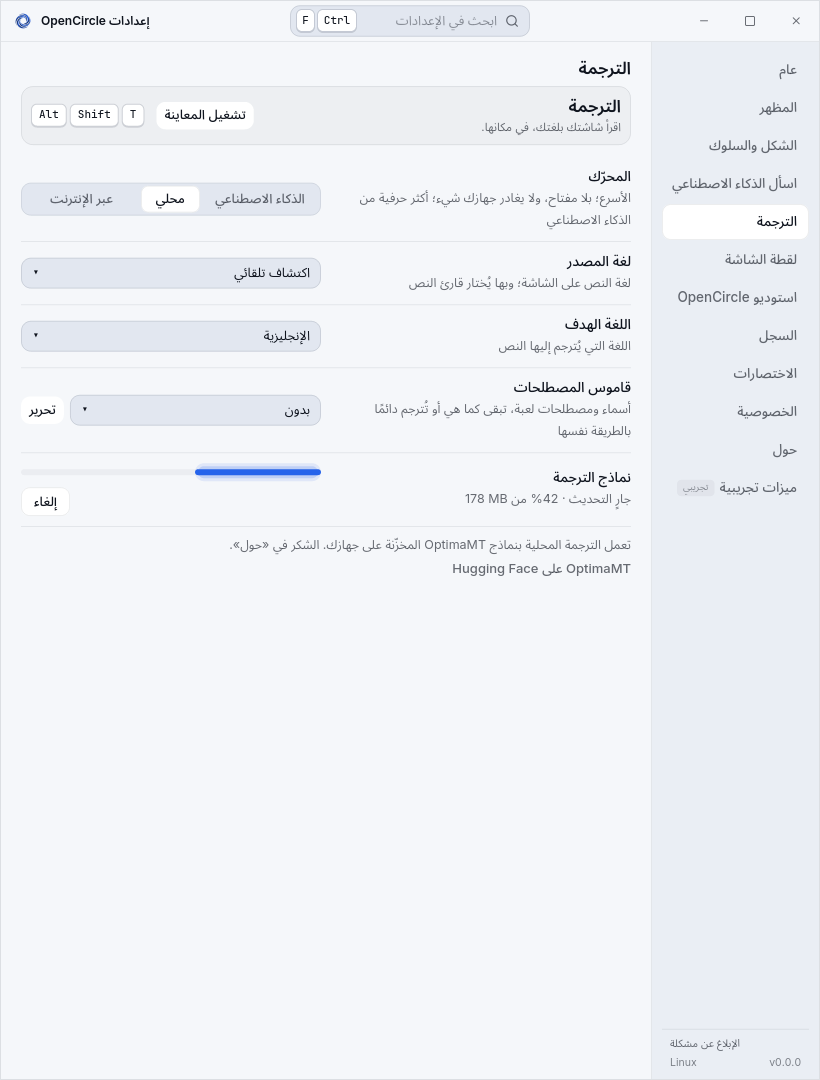 إعدادات OpenCircle
ابحث في الإعدادات
Ctrl F
عام
المظهر
الشكل والسلوك
اسأل الذكاء الاصطناعي
الترجمة
لقطة الشاشة
استوديو OpenCircle
السجل
الاختصارات
الخصوصية
حول
ميزات تجريبية تجريبي
الإبلاغ عن مشكلة
v0.0.0 Linux
الترجمة
الترجمة
اقرأ شاشتك بلغتك، في مكانها.
تشغيل المعاينة
Alt Shift T
المحرّك
الأسرع؛ بلا مفتاح، ولا يغادر جهازك شيء؛ أكثر حرفية من
الذكاء الاصطناعي
الذكاء الاصطناعي محلي عبر الإنترنت
لغة المصدر
لغة النص على الشاشة؛ وبها يُختار قارئ النص
اكتشاف تلقائي
اللغة الهدف
اللغة التي يُترجم إليها النص
الإنجليزية
قاموس المصطلحات
أسماء ومصطلحات لعبة، تبقى كما هي أو تُترجم دائمًا
بالطريقة نفسها
بدون
تحرير
نماذج الترجمة
جارٍ التحديث · 42% من 178 MB
إلغاء
تعمل الترجمة المحلية بنماذج OptimaMT المخزّنة على جهازك. الشكر في «حول».
OptimaMT على Hugging Face